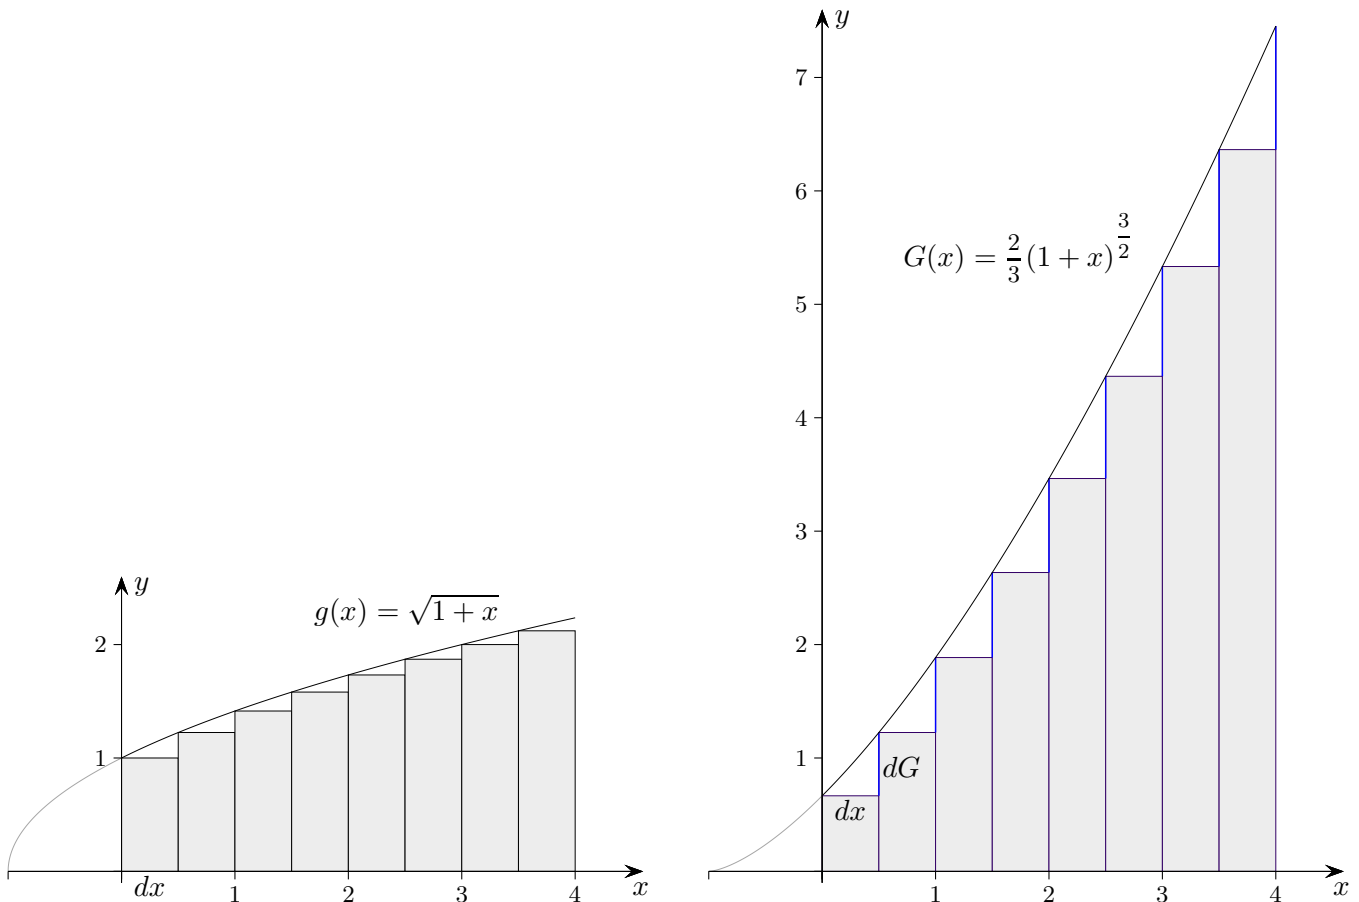 y
g(x) = √(1 + x)
2
1
dx
1
2
3
4
x
y
7
6
G(x) = 2/3 (1 + x)^(3/2)
5
4
3
2
1
dG
dx
1
2
3
4
x